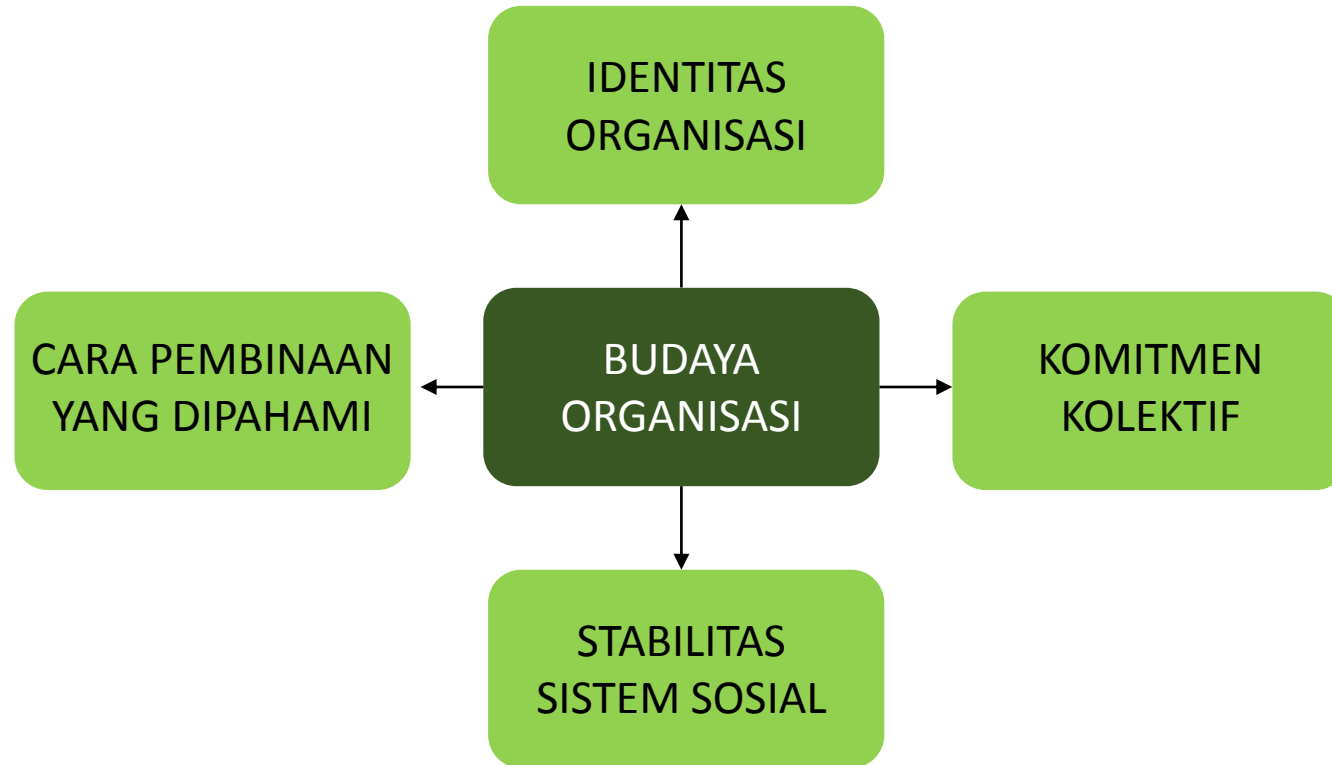 IDENTITAS
ORGANISASI
CARA PEMBINAAN
YANG DIPAHAMI
BUDAYA
ORGANISASI
KOMITMEN
KOLEKTIF
STABILITAS
SISTEM SOSIAL